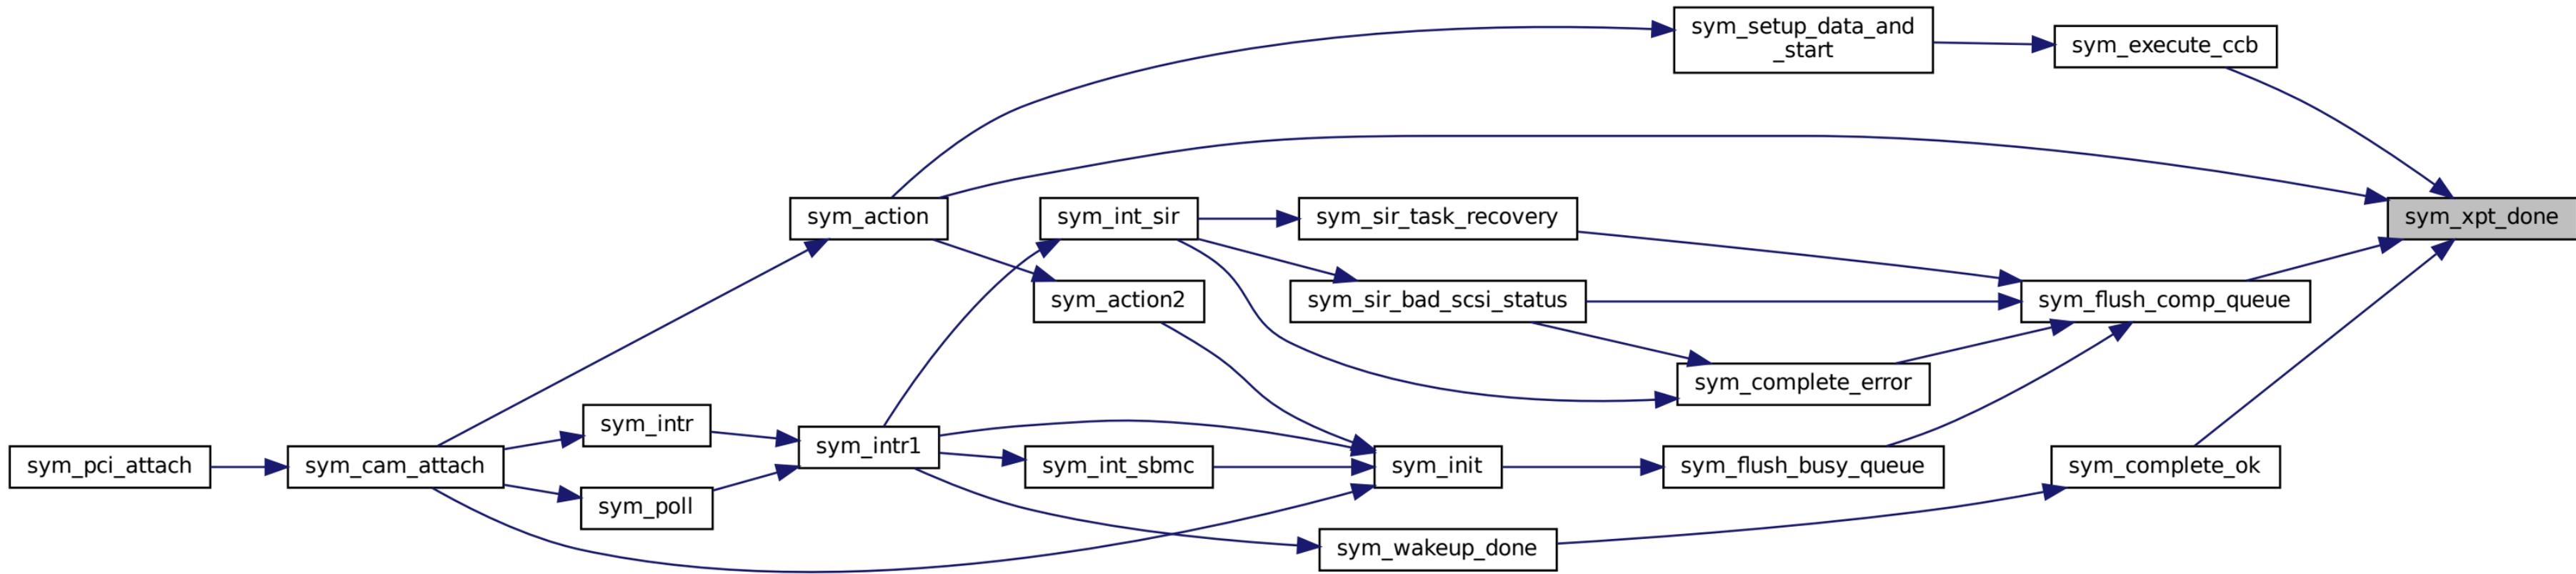 sym_setup_data_and
_start
sym_execute_ccb
sym_action
sym_int_sir
sym_sir_task_recovery
sym_xpt_done
sym_action2
sym_sir_bad_scsi_status
sym_flush_comp_queue
sym_complete_error
sym_intr
sym_intr1
sym_pci_attach
sym_cam_attach
sym_int_sbmc
sym_init
sym_flush_busy_queue
sym_complete_ok
sym_poll
sym_wakeup_done